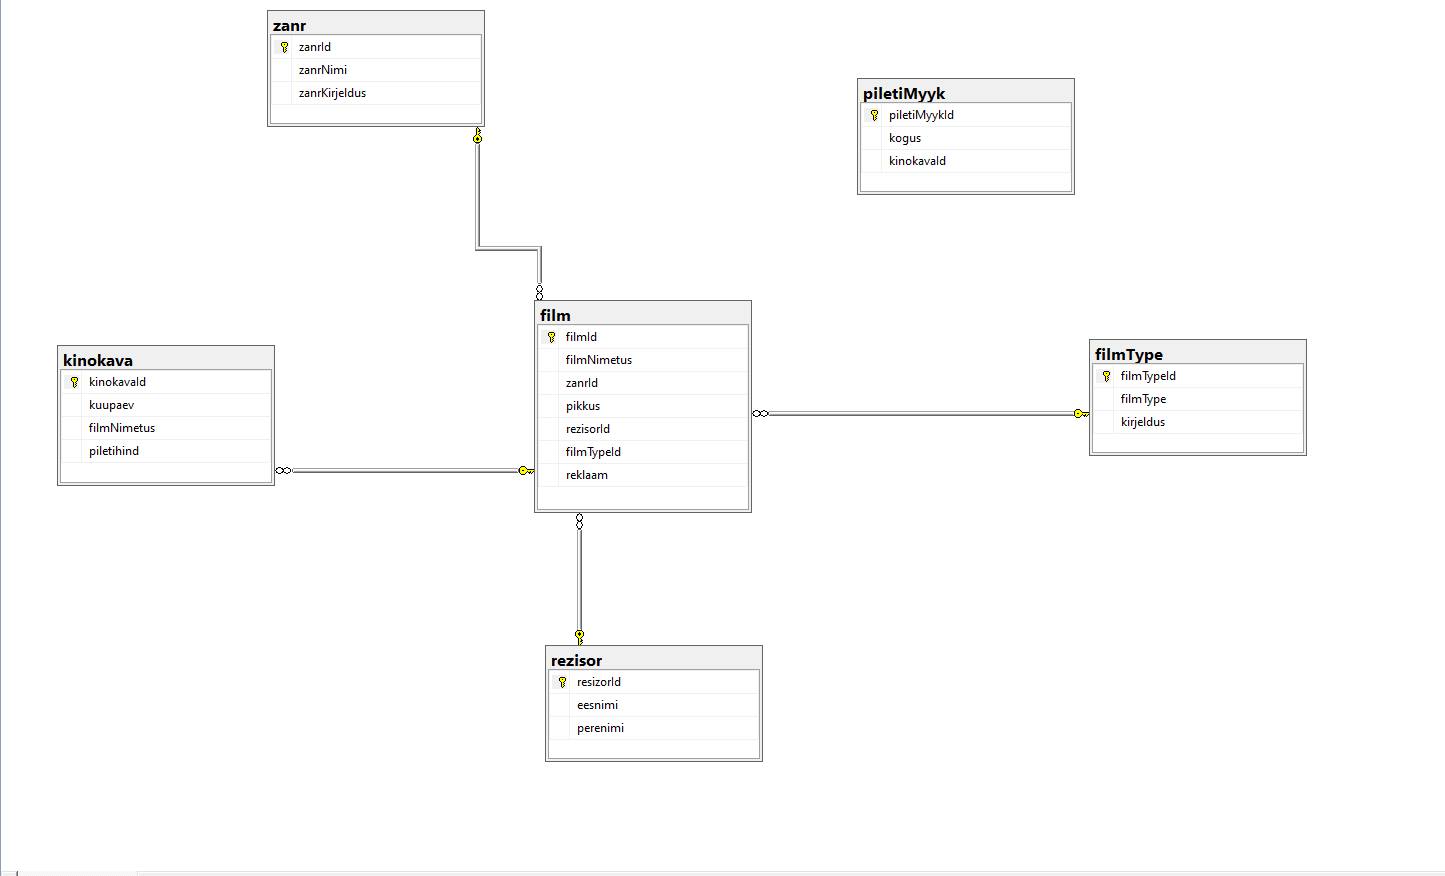 zanr
zanrId
zanrNimi
zanrKirjeldus
piletiMyyk
piletiMyykId
kogus
kinokavaId
film
filmId
filmNimetus
zanrId
pikkus
rezisorId
filmTypeId
reklaam
kinokava
kinokavaId
kuupaev
filmNimetus
piletihind
filmType
filmTypeId
filmType
kirjeldus
rezisor
resizorId
eesnimi
perenimi